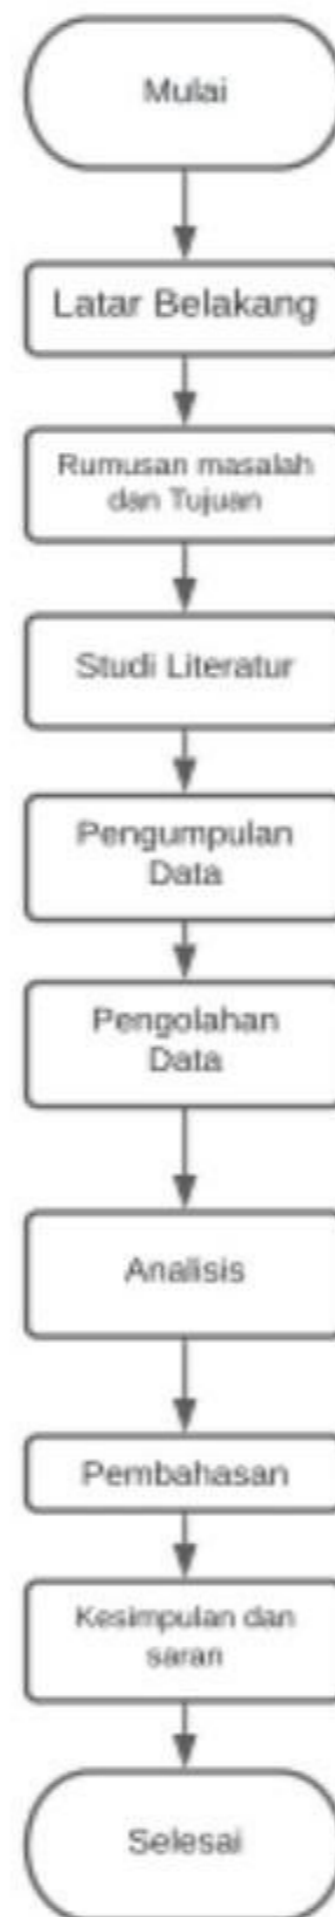 Mulai
Latar Belakang
Rumusan masalah
dan Tujuan
Studi Literatur
Pengumpulan
Data
Pengolahan
Data
Analisis
Pembahasan
Kesimpulan dan
saran
Selesai